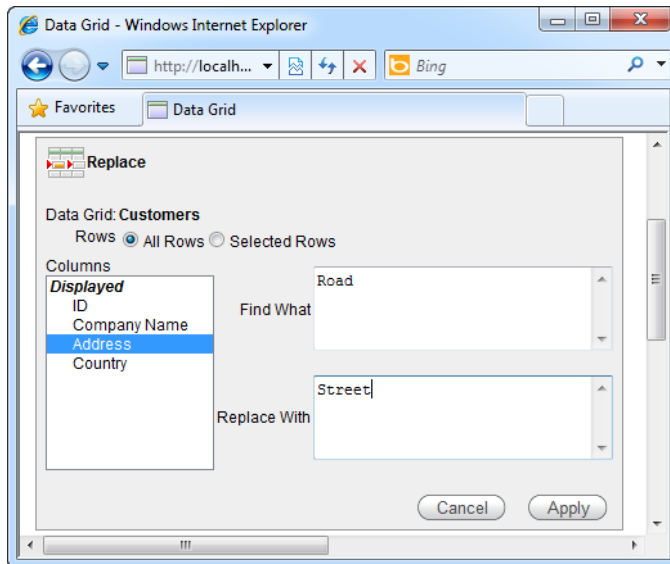 Data Grid - Windows Internet Explorer
http://localh...
Bing
Favorites
Data Grid
Replace
Data Grid: Customers
Rows All Rows Selected Rows
Columns
Displayed
ID
Company Name
Address
Country
Find What
Road
Replace With
Street
Cancel
Apply